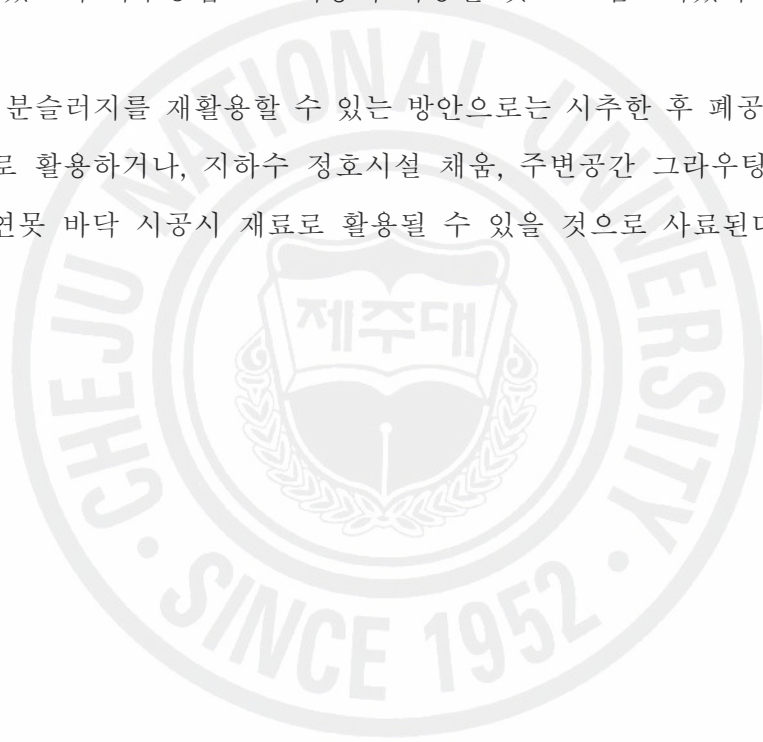 분슬러지를 재활용할 수 있는 방안으로는 시추한 후 폐공
로 활용하거나, 지하수 정호시설 채움, 주변공간 그라우팅
연못 바닥 시공시 재료로 활용될 수 있을 것으로 사료된다
CHEJU NATIONAL UNIVERSITY
제주대
SINCE 1952